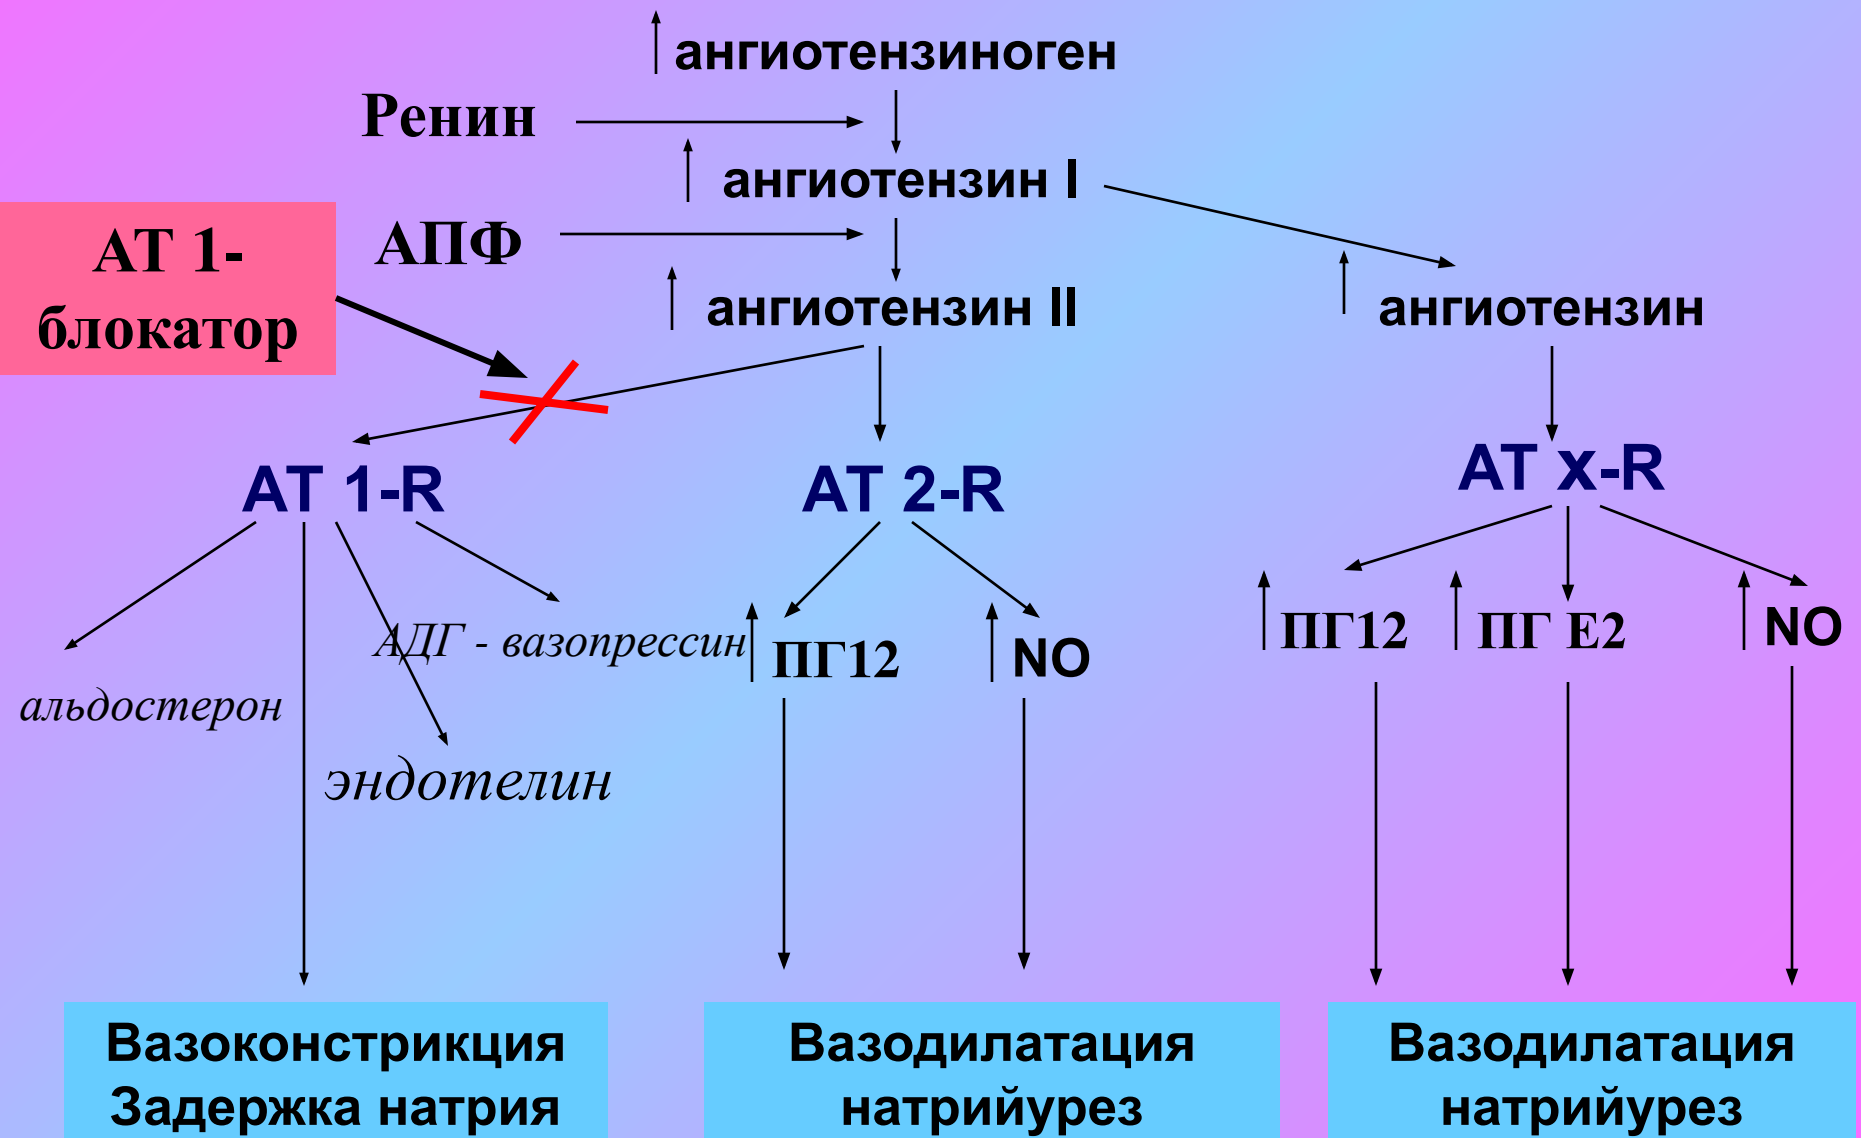 ангиотензиноген
Ренин
ангиотензин I
АТ 1-
блокатор
АПФ
ангиотензин II
ангиотензин
АТ 1-R
АТ 2-R
АТ x-R
альдостерон
АДГ - вазопрессин
эндотелин
ПГ12
NO
ПГ12
ПГ Е2
NO
Вазоконстрикция
Задержка натрия
Вазодилатация
натрийурез
Вазодилатация
натрийурез